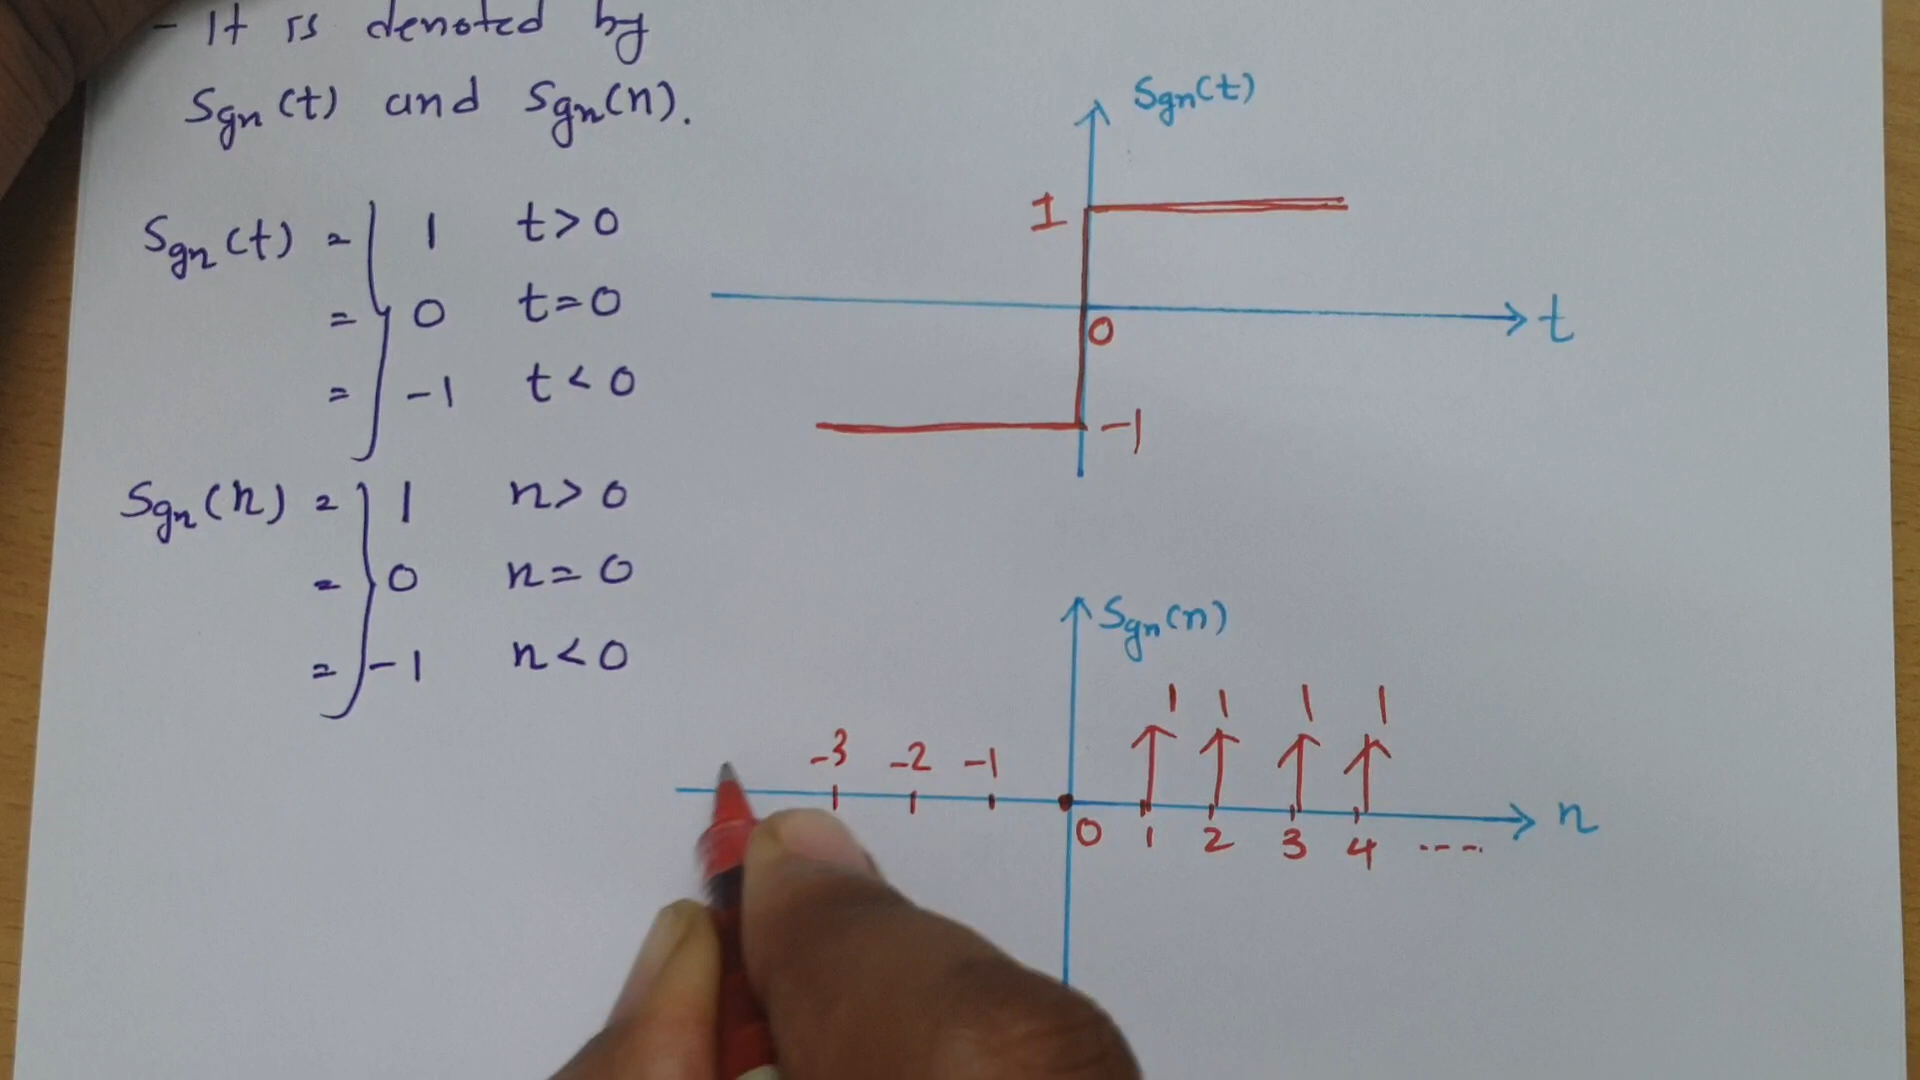 - It is denoted by
Sgn(t) and Sgn(n).
Sgn(t) = { 1 t>0
= 0 t=0
= -1 t<0
Sgn(n) = { 1 n>0
= 0 n=0
= -1 n<0
Sgn(t)
1
t
0
-1
Sgn(n)
1 1 1 1
-3 -2 -1
n
0 1 2 3 4 ----